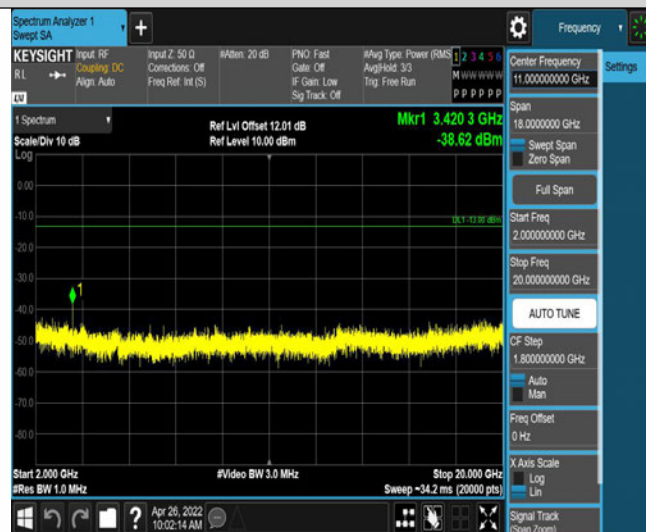 Spectrum Analyzer 1
Swept SA
+
Frequency
KEYSIGHT
RL
LXI
Input: RF
Coupling: DC
Align: Auto
Input Z: 50 Ω
Corrections: Off
Freq Ref: Int (S)
#Atten: 20 dB
PNO: Fast
Gate: Off
IF Gain: Low
Sig Track: Off
#Avg Type: Power (RMS
Avg|Hold: 3/3
Trig: Free Run
1 2 3 4 5 6
M W W W W W
P P P P P P
Center Frequency
11.000000000 GHz
Settings
Span
18.0000000 GHz
Swept Span
Zero Span
Full Span
Start Freq
2.000000000 GHz
Stop Freq
20.000000000 GHz
AUTO TUNE
CF Step
1.800000000 GHz
Auto
Man
Freq Offset
0 Hz
X Axis Scale
Log
Lin
Signal Track
(Span Zoom)
1 Spectrum
Scale/Div 10 dB
Ref Lvl Offset 12.01 dB
Ref Level 10.00 dBm
Mkr1 3.420 3 GHz
-38.62 dBm
Log
0.00
-10.0
DL1 -13.00 dBm
-20.0
-30.0
1
-40.0
-50.0
-60.0
-70.0
-80.0
Start 2.000 GHz
#Video BW 3.0 MHz
Stop 20.000 GHz
#Res BW 1.0 MHz
Sweep ~34.2 ms (20000 pts)
?
Apr 26, 2022
10:02:14 AM